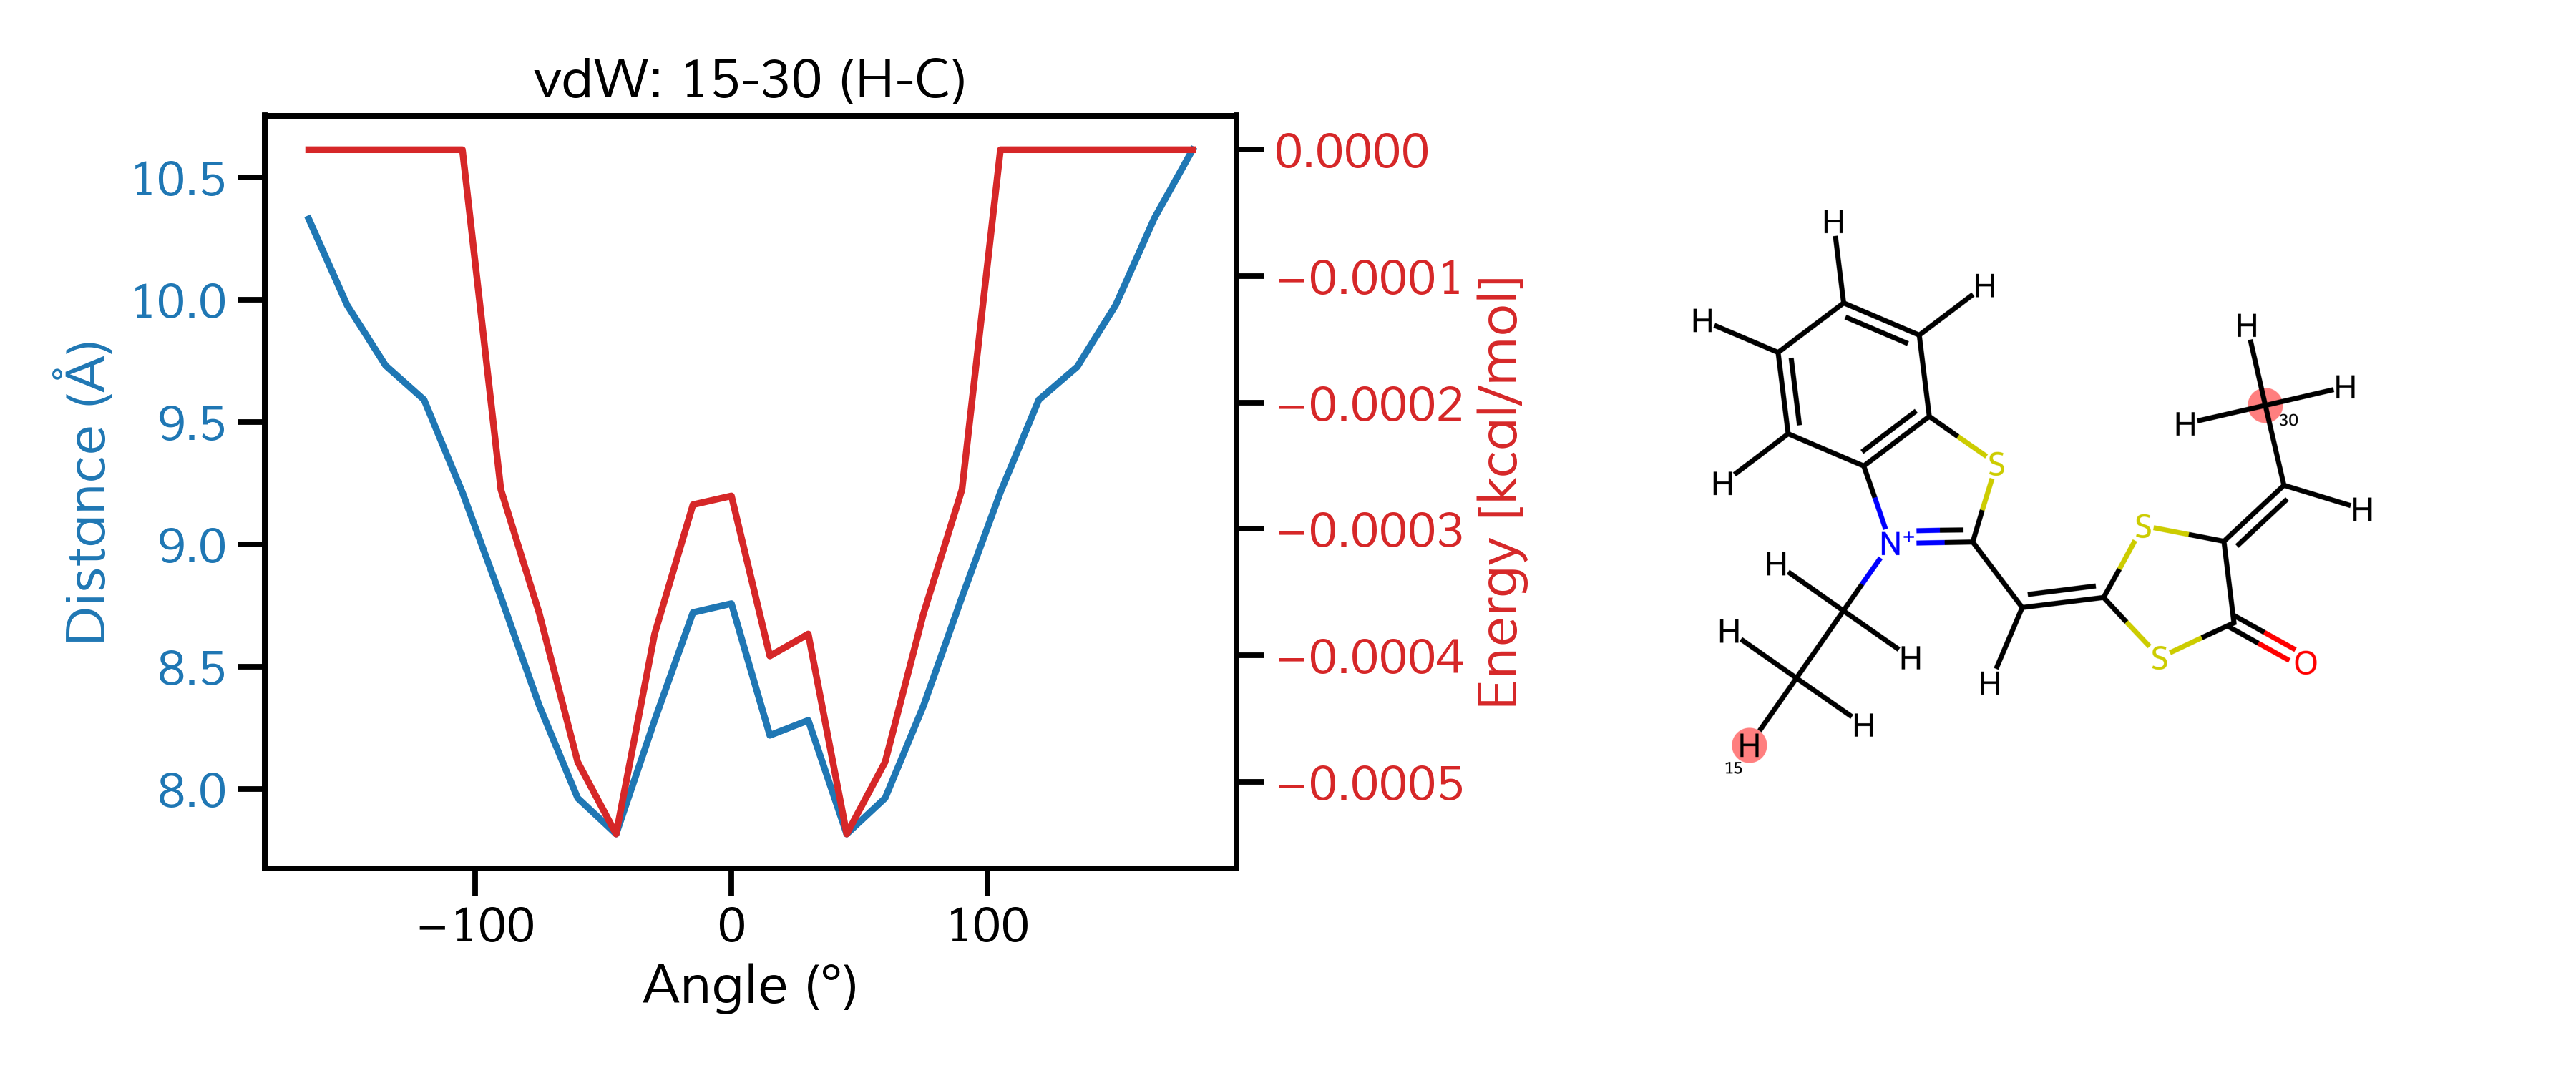 vdW: 15-30 (H-C)
Distance (Å)
10.5
10.0
9.5
9.0
8.5
8.0
0.0000
−0.0001
−0.0002
−0.0003
−0.0004
−0.0005
Energy [kcal/mol]
−100
0
100
Angle (°)
H
H
H
H
H
H
30
H
S
H
H
S
N+
H
H
H
S
O
H
H
H
15